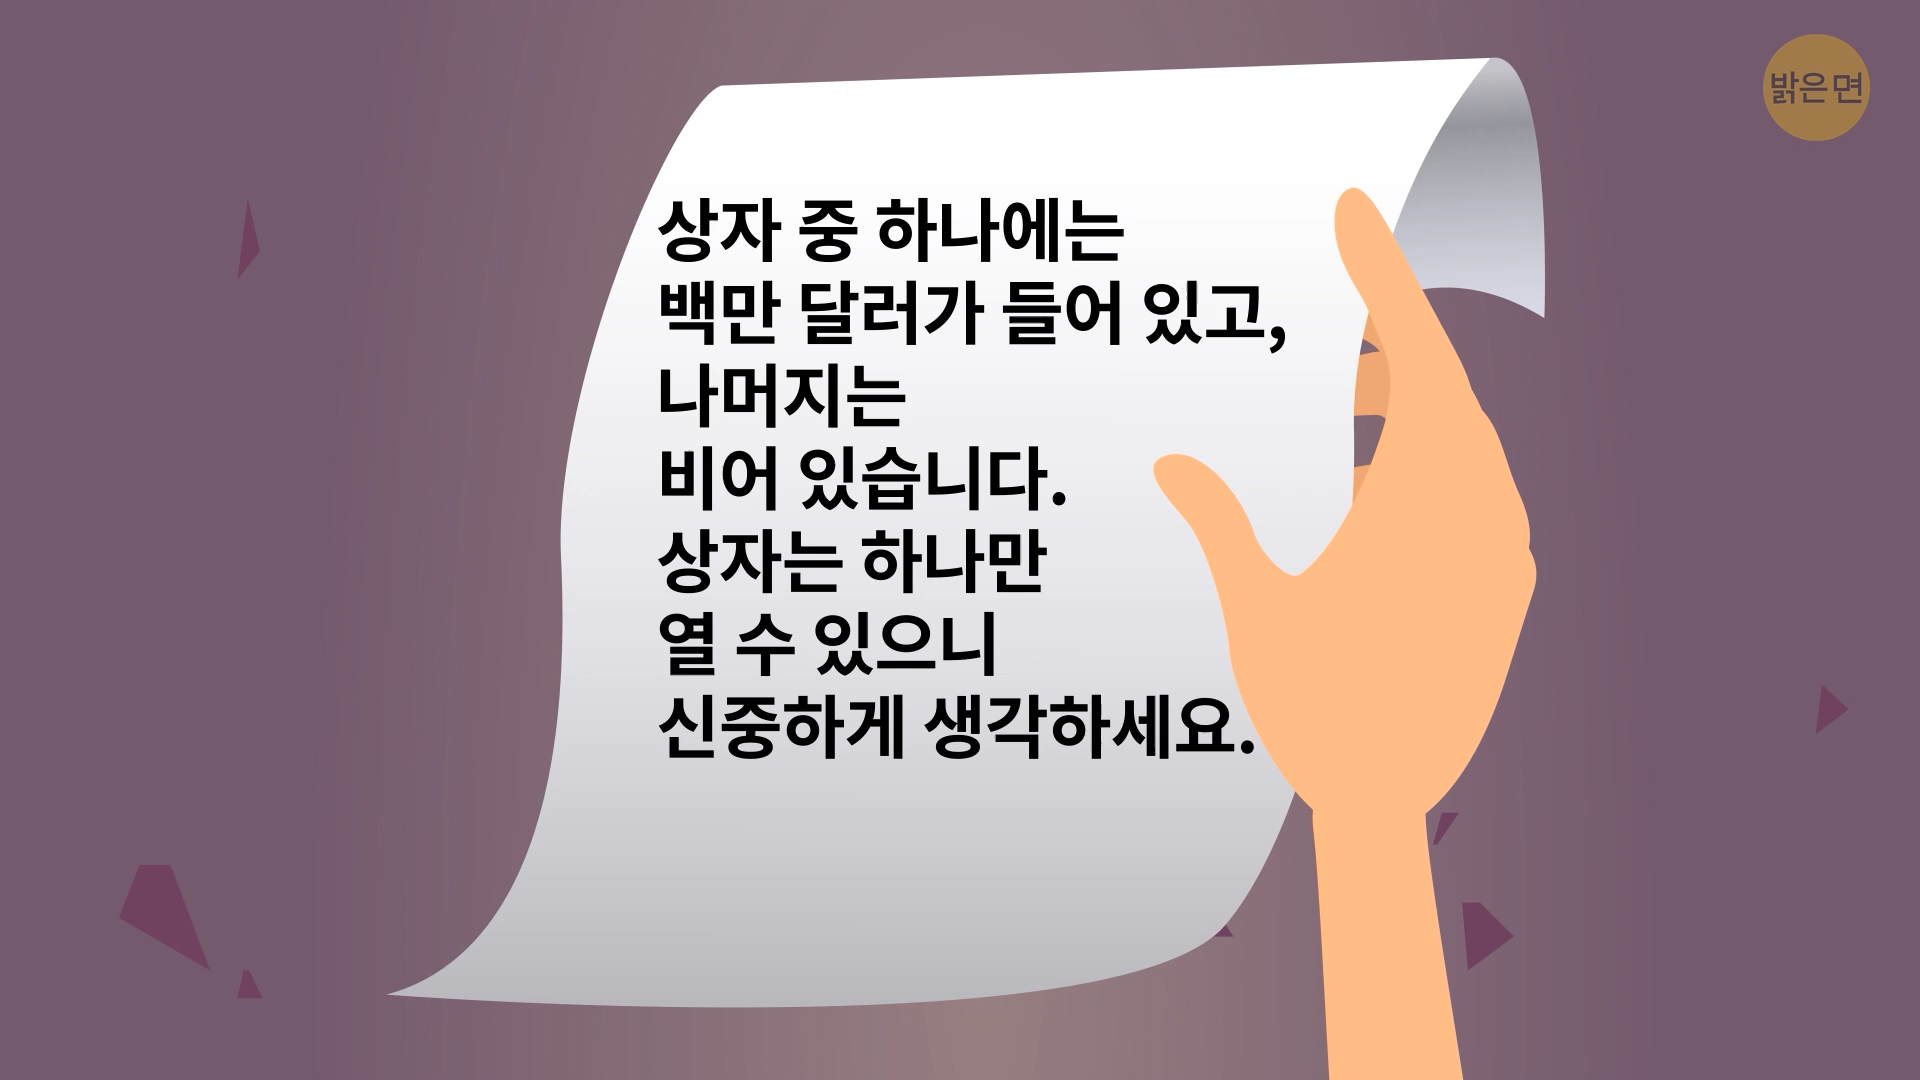 밝은면
상자 중 하나에는
백만 달러가 들어 있고,
나머지는
비어 있습니다.
상자는 하나만
열 수 있으니
신중하게 생각하세요.